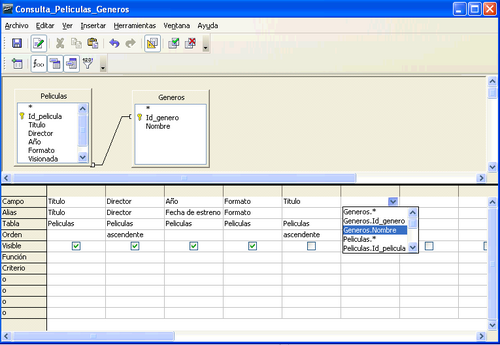 Consulta_Peliculas_Generos
Archivo Editar Ver Insertar Herramientas Ventana Ayuda
Peliculas
*
Id_pelicula
Titulo
Director
Año
Formato
Visionada
Generos
*
Id_genero
Nombre
Campo Titulo Director Año Formato Titulo
Alias Titulo Director Fecha de estreno Formato
Tabla Peliculas Peliculas Peliculas Peliculas Peliculas
Orden ascendente ascendente
Visible
Función
Criterio
o
o
o
o
Generos.*
Generos.Id_genero
Generos.Nombre
Peliculas.*
Peliculas.Id_pelicula